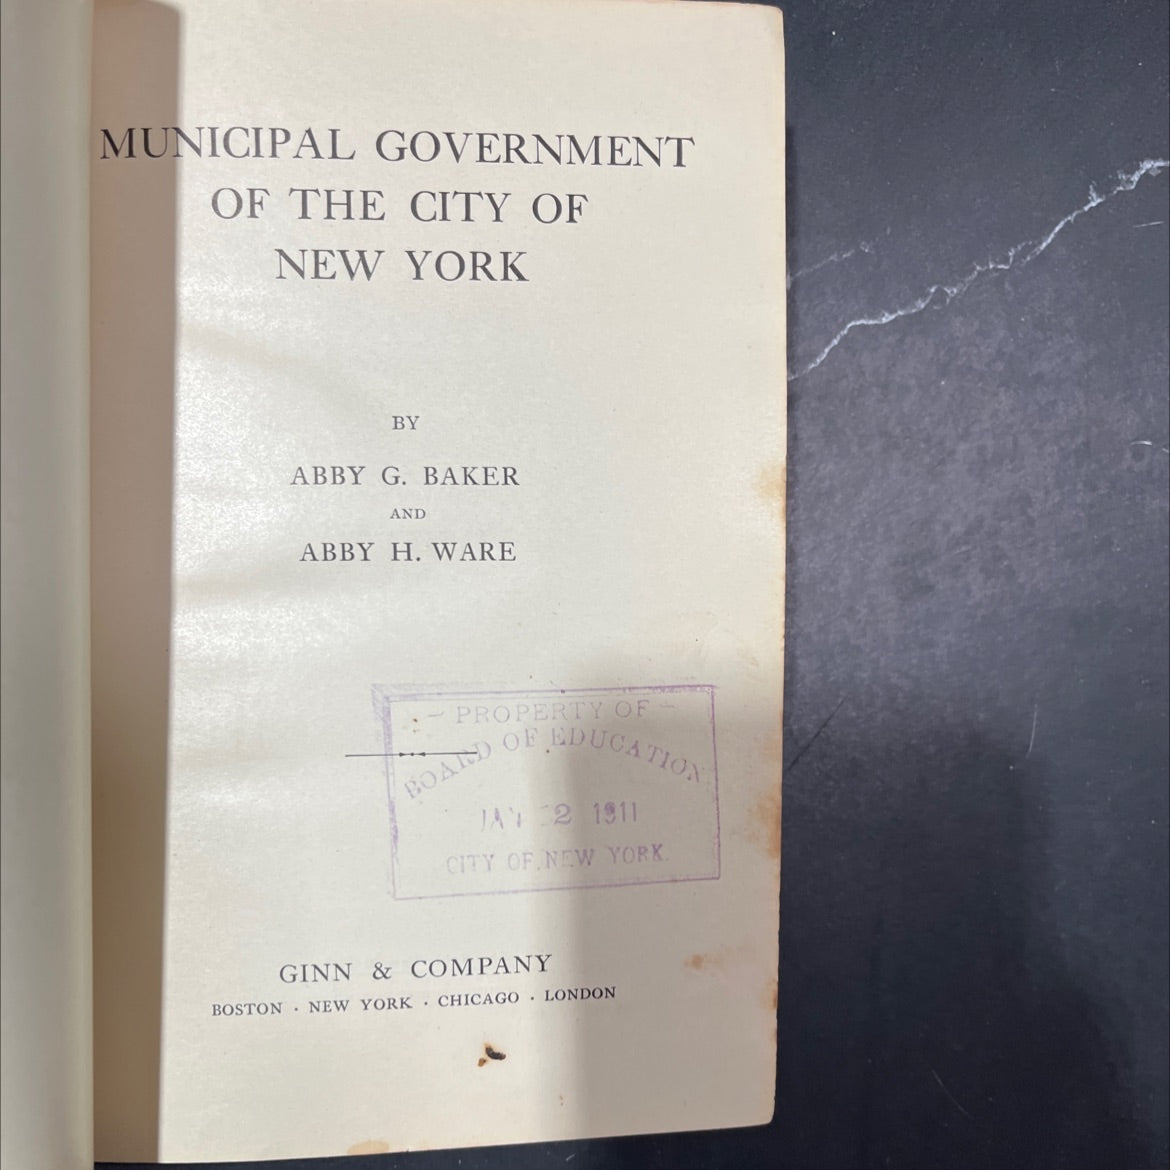 MUNICIPAL GOVERNMENT
OF THE CITY OF
NEW YORK
BY
ABBY G. BAKER
AND
ABBY H. WARE
– PROPERTY OF –
BOARD OF EDUCATION
2 1911
CITY OF NEW YORK.
GINN & COMPANY
BOSTON · NEW YORK · CHICAGO · LONDON